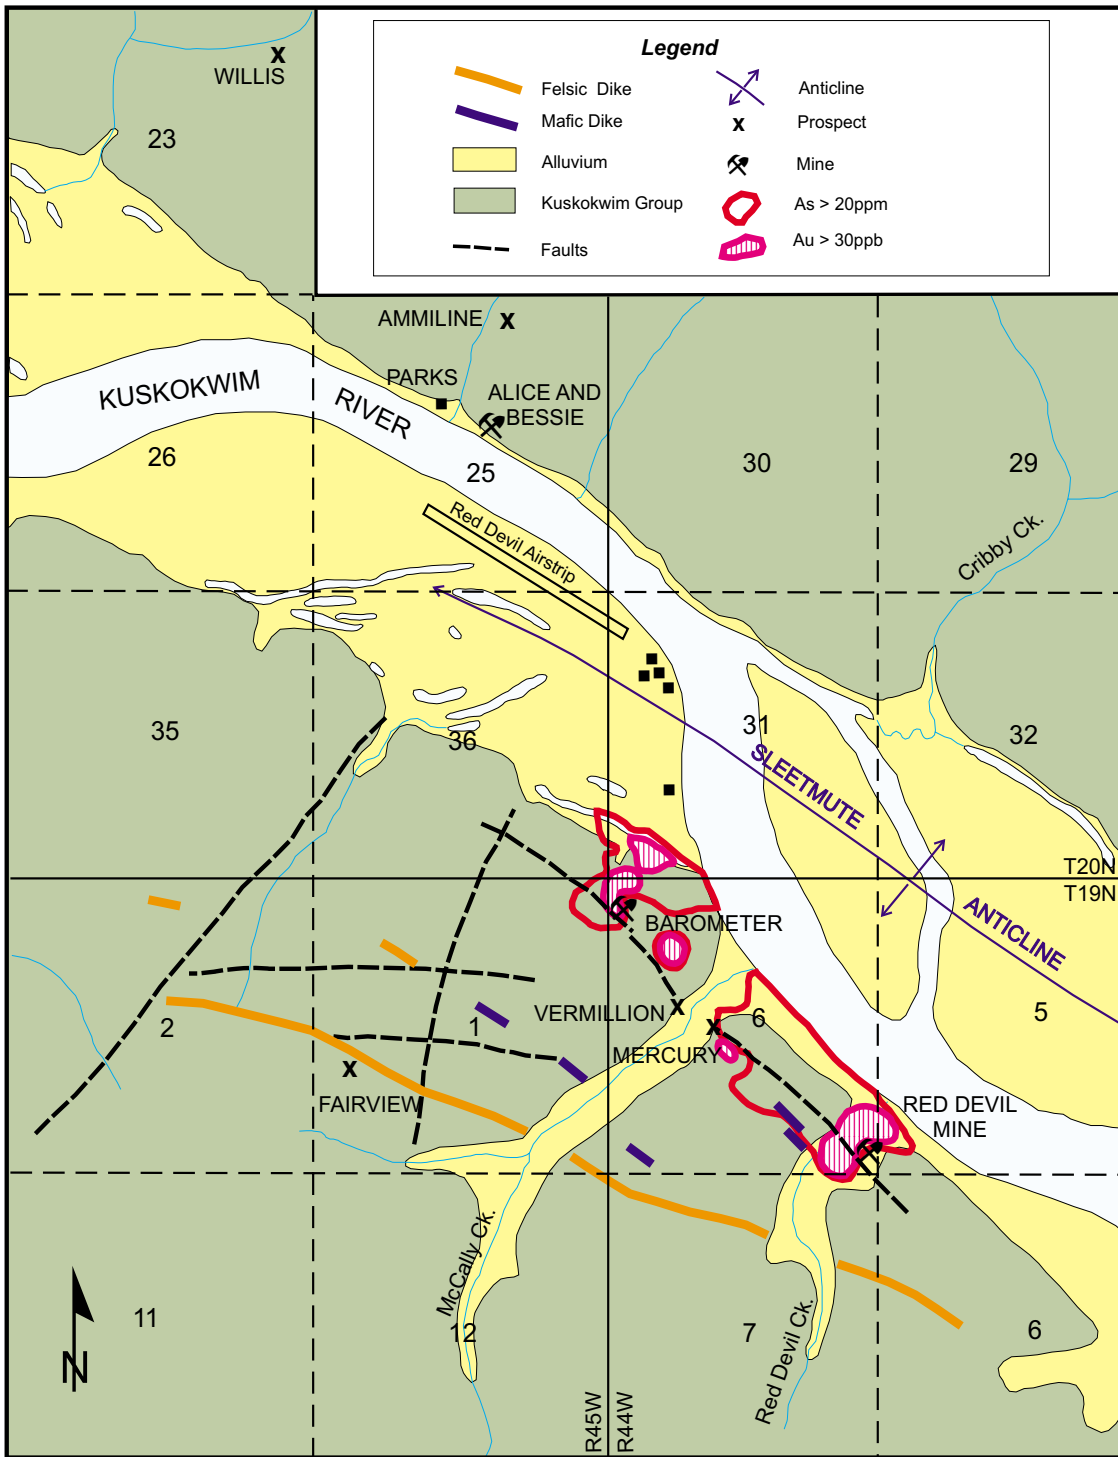 Legend
Felsic Dike
Anticline
Mafic Dike
x
Prospect
Alluvium
Mine
Kuskokwim Group
As > 20ppm
Faults
Au > 30ppb
x
WILLIS
23
AMMILINE x
PARKS
ALICE AND
BESSIE
KUSKOKWIM
RIVER
26
25
30
29
Red Devil Airstrip
Cribby Ck.
35
36
31
32
SLEETMUTE
ANTICLINE
T20N
T19N
BAROMETER
VERMILLION x
x
MERCURY
2
1
6
5
x
FAIRVIEW
RED DEVIL
MINE
McCally Ck.
Red Devil Ck.
11
12
7
6
N
R45W
R44W